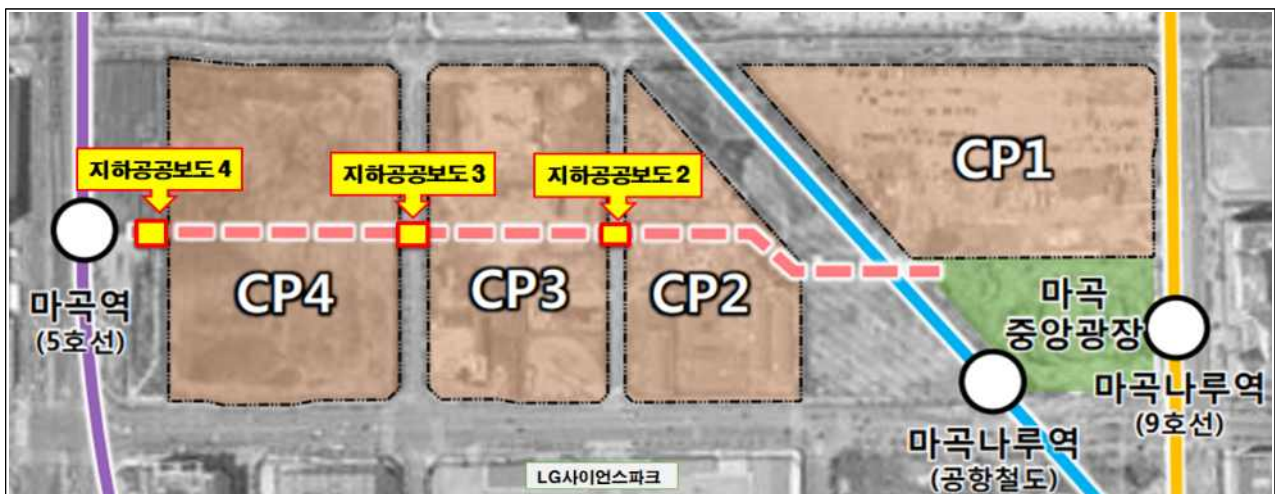 CP1
지하공공보도 4
지하공공보도 3
지하공공보도 2
CP4
CP3
CP2
마곡역
(5호선)
마곡
중앙광장
마곡나루역
(9호선)
마곡나루역
(공항철도)
LG사이언스파크